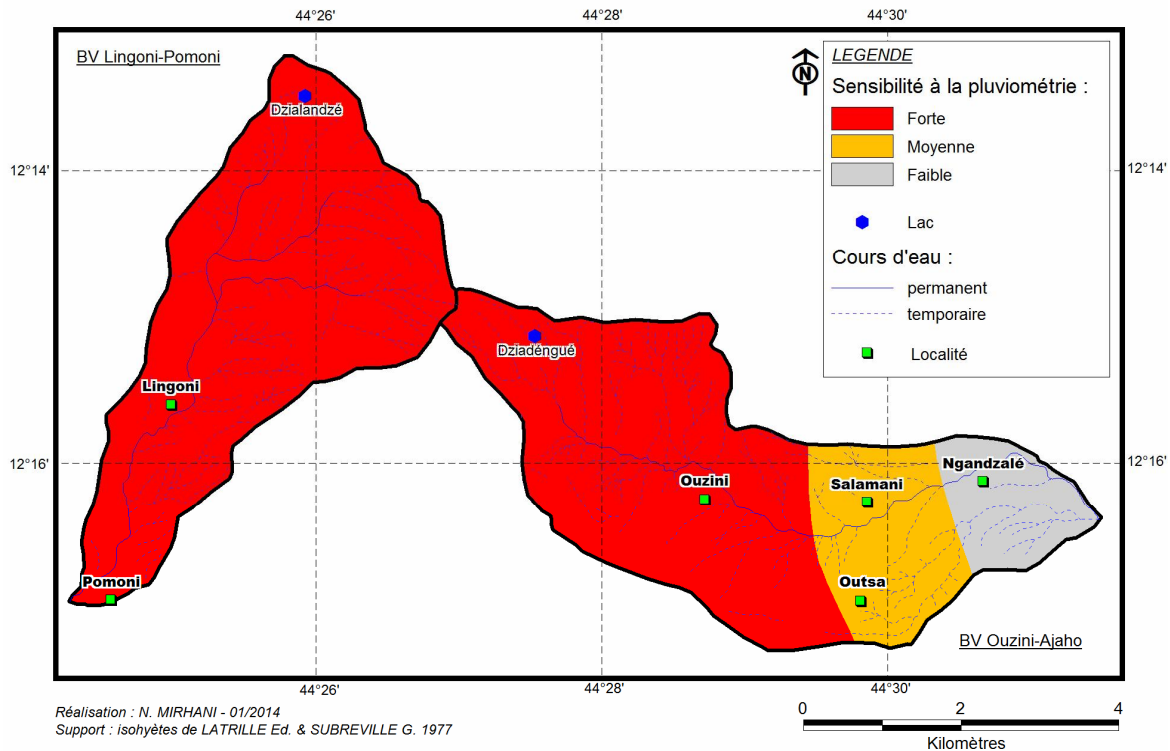 44°26'
44°28'
44°30'
BV Lingoni-Pomoni
N
LEGENDE
Sensibilité à la pluviométrie :
Forte
Moyenne
Faible
Lac
Cours d'eau :
permanent
temporaire
Localité
Dzialandzé
12°14'
12°14'
Dziadéngué
Lingoni
12°16'
12°16'
Ouzini
Salamani
Ngandzalé
Pomoni
Outsa
BV Ouzini-Ajaho
44°26'
44°28'
44°30'
Réalisation : N. MIRHANI - 01/2014
Support : isohyètes de LATRILLE Ed. & SUBREVILLE G. 1977
0 2 4
Kilomètres